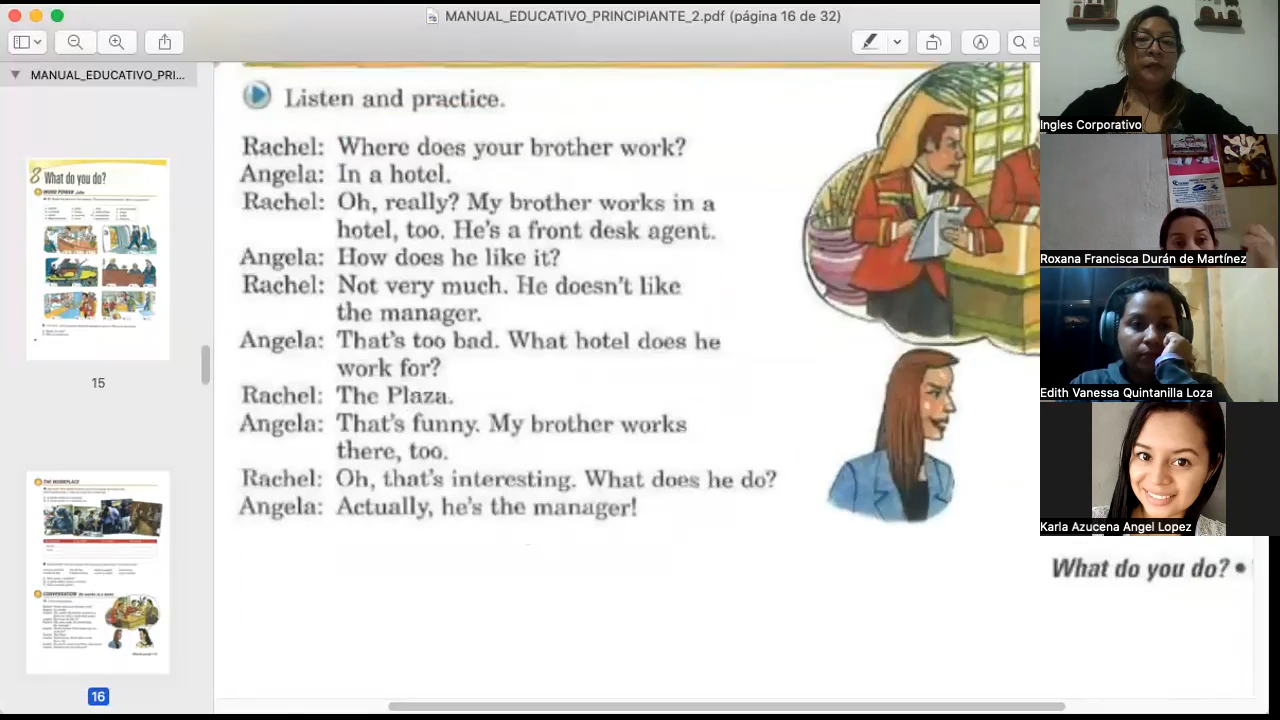 MANUAL_EDUCATIVO_PRINCIPIANTE_2.pdf (página 16 de 32)
MANUAL_EDUCATIVO_PRI...
8 What do you do?
15
THE WORKPLACE
CONVERSATION
16
Listen and practice.
Rachel: Where does your brother work?
Angela: In a hotel.
Rachel: Oh, really? My brother works in a
hotel, too. He's a front desk agent.
Angela: How does he like it?
Rachel: Not very much. He doesn't like
the manager.
Angela: That's too bad. What hotel does he
work for?
Rachel: The Plaza.
Angela: That's funny. My brother works
there, too.
Rachel: Oh, that's interesting. What does he do?
Angela: Actually, he's the manager!
What do you do? •
Ingles Corporativo
Roxana Francisca Durán de Martínez
Edith Vanessa Quintanilla Loza
Karla Azucena Angel Lopez